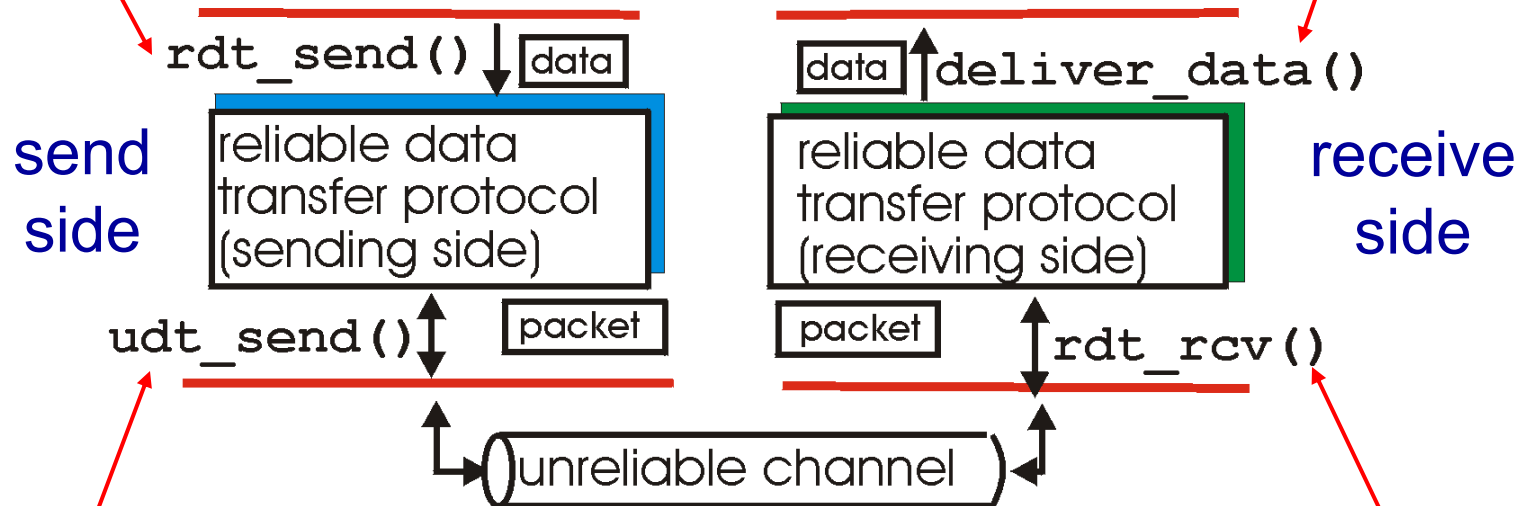 rdt_send()
data
data
deliver_data()
send
side
reliable data
transfer protocol
(sending side)
reliable data
transfer protocol
(receiving side)
receive
side
udt_send()
packet
packet
rdt_rcv()
unreliable channel